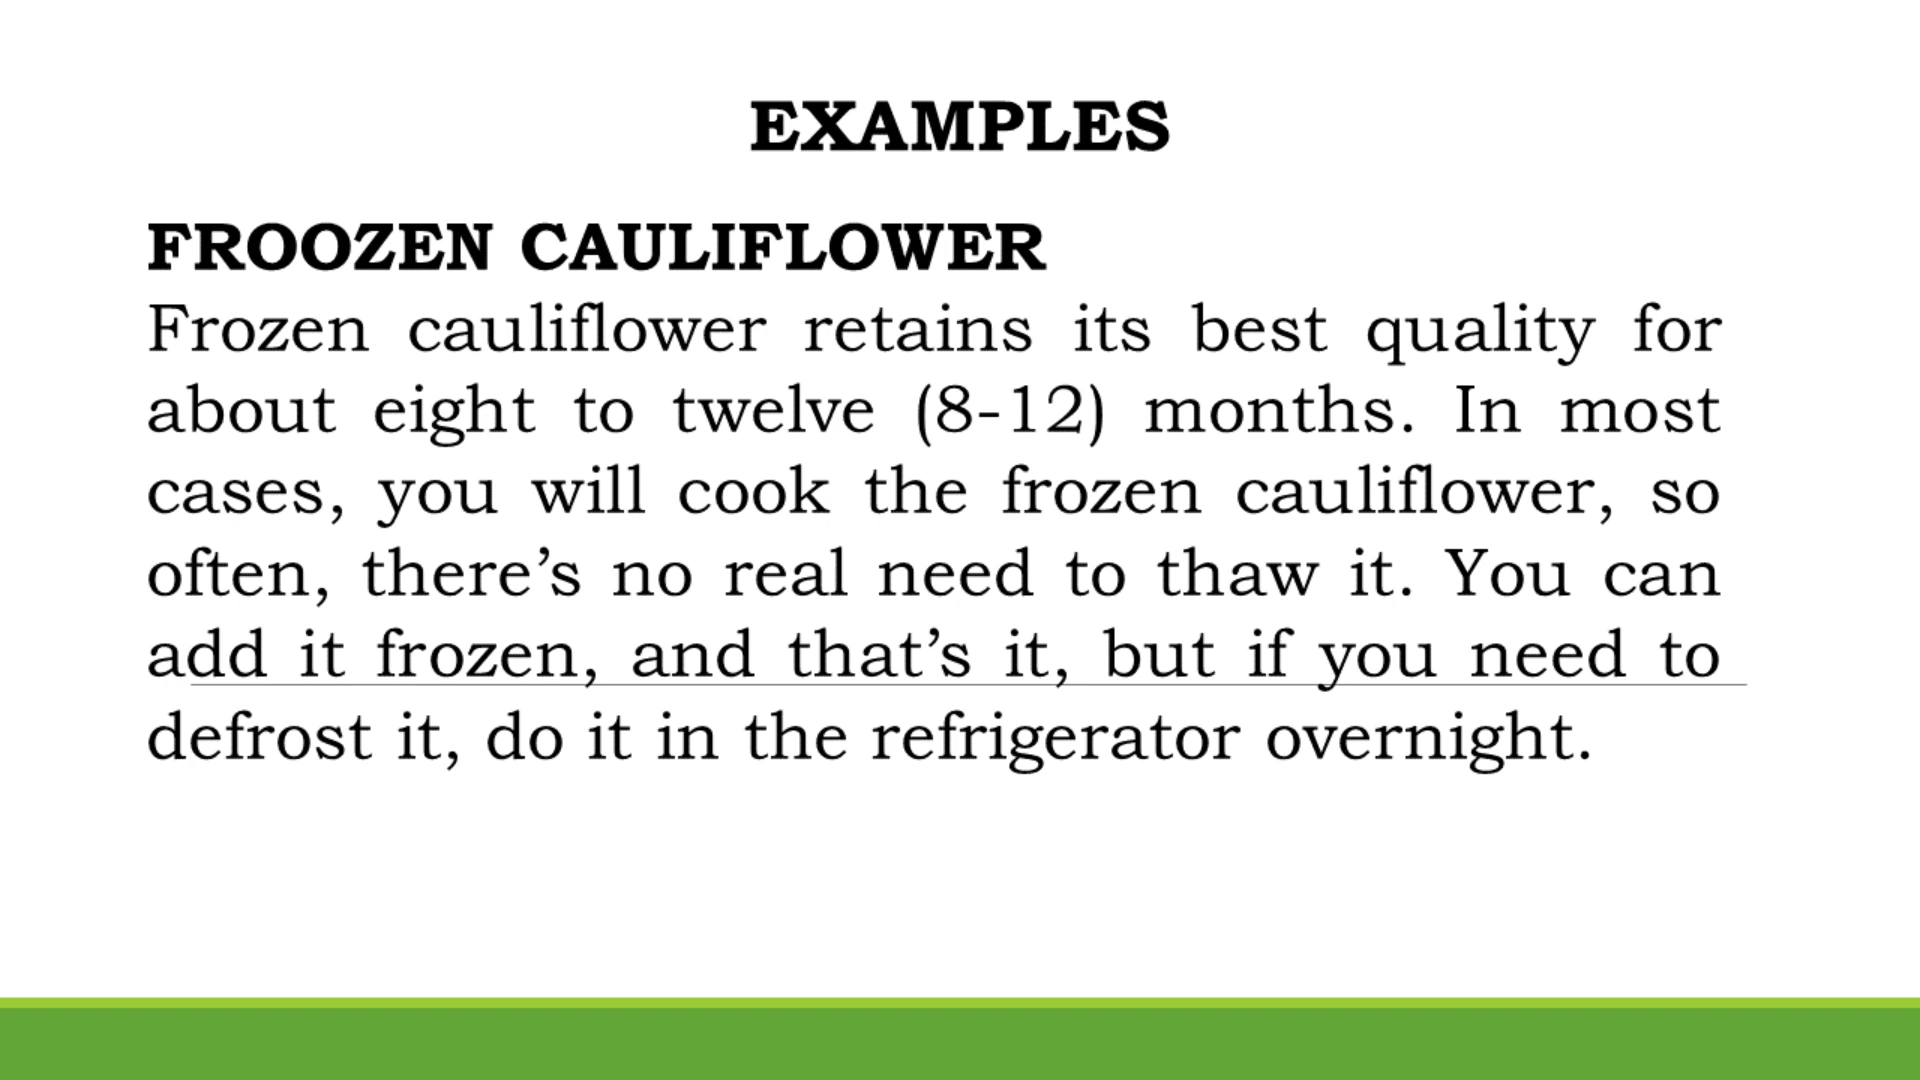 EXAMPLES
FROOZEN CAULIFLOWER
Frozen cauliflower retains its best quality for
about eight to twelve (8-12) months. In most
cases, you will cook the frozen cauliflower, so
often, there’s no real need to thaw it. You can
add it frozen, and that’s it, but if you need to
defrost it, do it in the refrigerator overnight.